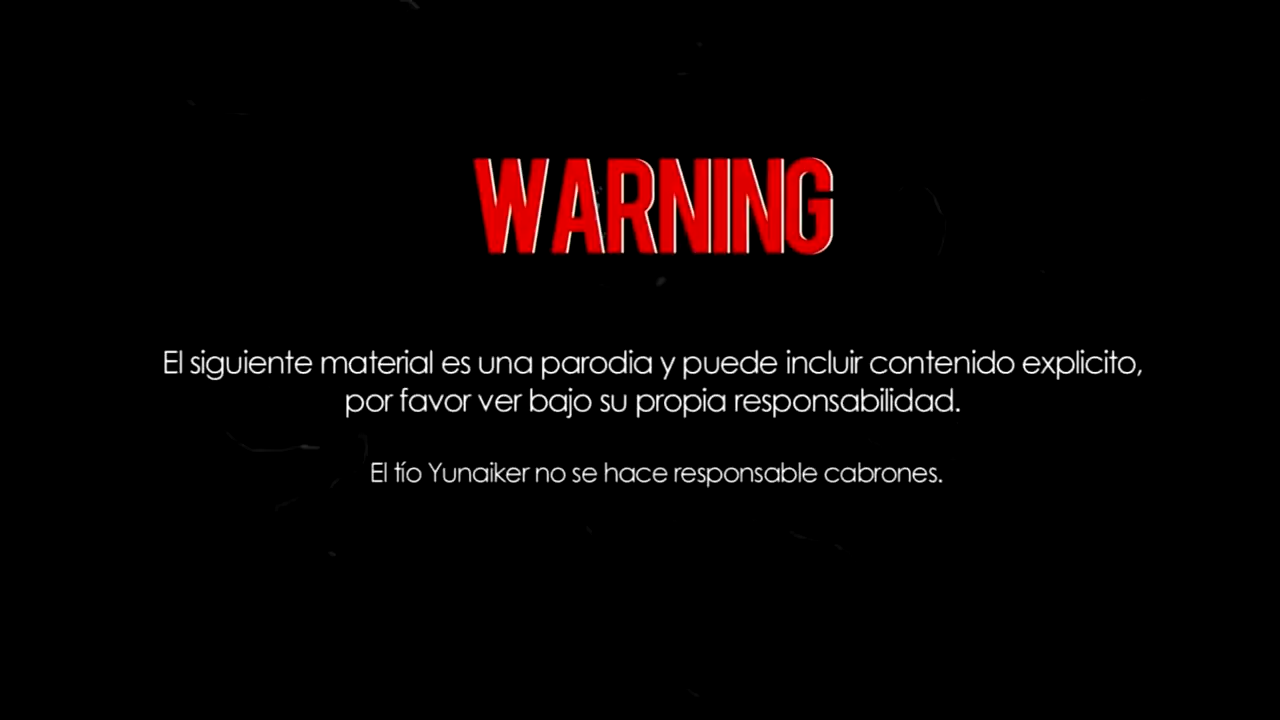 WARNING
El siguiente material es una parodia y puede incluir contenido explicito,
por favor ver bajo su propia responsabilidad.
El tío Yunaiker no se hace responsable cabrones.